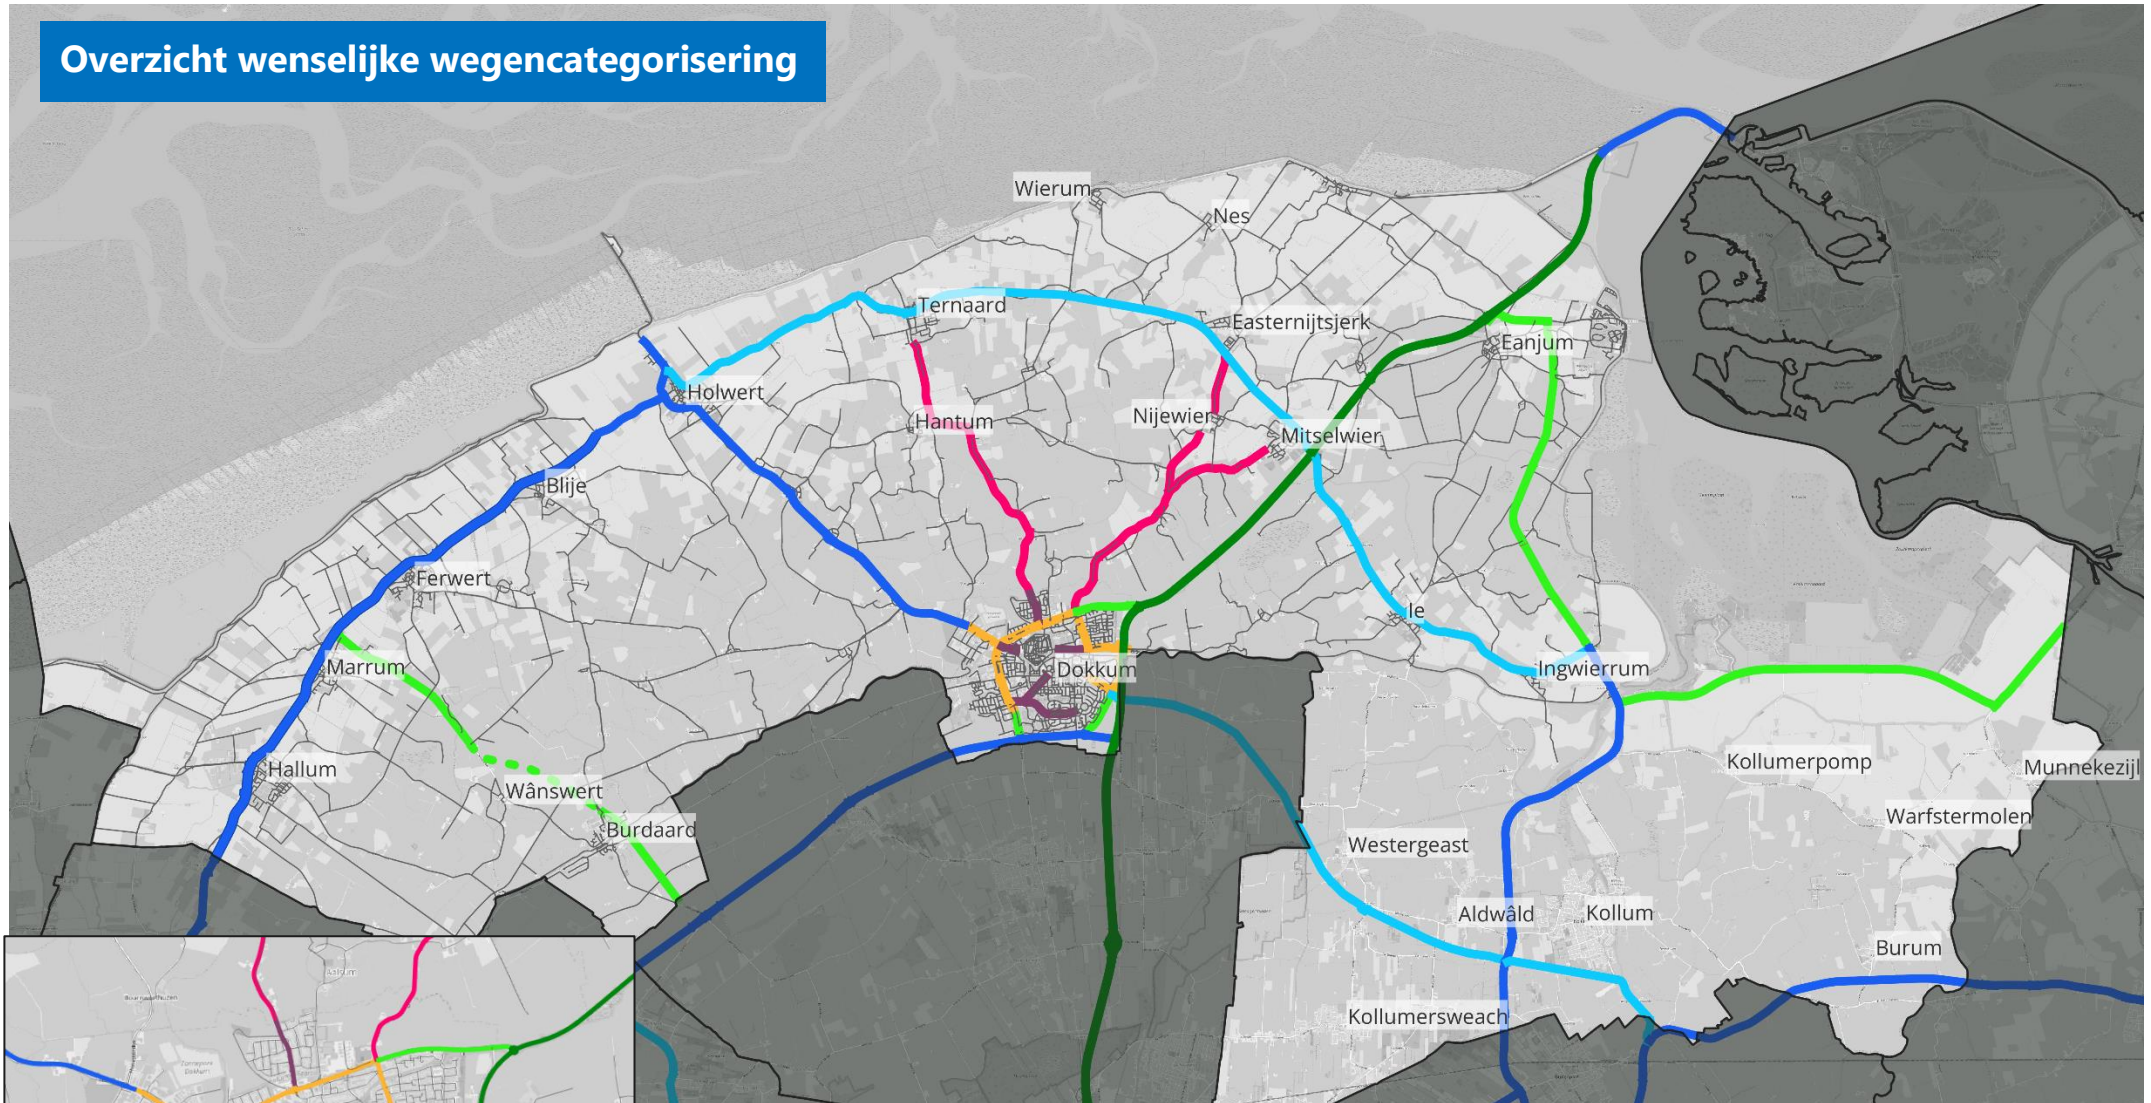 Overzicht wenselijke wegencategorisering
Wierum
Nes
Ternaard
Easternijtsjerk
Eanjum
Holwert
Hantum
Nijewier
Mitselwier
Blije
Ferwert
Ie
Marrum
Dokkum
Ingwierrum
Hallum
Wânswert
Kollumerpomp
Munnekezijl
Burdaard
Warfstermolen
Westergeast
Aldwâld
Kollum
Burum
Kollumersweach